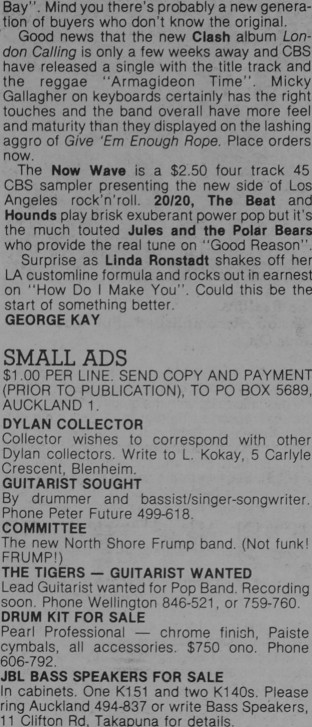 Bay". Mind you there's probably a new genera-
tion of buyers who don't know the original.
Good news that the new Clash album Lon-
don Calling is only a few weeks away and CBS
have released a single with the title track and
the reggae "Armagideon Time". Micky
Gallagher on keyboards certainly has the right
touches and the band overall have more feel
and maturity than they displayed on the lashing
aggro of Give 'Em Enough Rope. Place orders
now.
The Now Wave is a $2.50 four track 45
CBS sampler presenting the new side of Los
Angeles rock'n'roll. 20/20, The Beat and
Hounds play brisk exuberant power pop but it's
the much touted Jules and the Polar Bears
who provide the real tune on "Good Reason".
Surprise as Linda Ronstadt shakes off her
LA customline formula and rocks out in earnest
on "How Do I Make You". Could this be the
start of something better.
GEORGE KAY
SMALL ADS
$1.00 PER LINE. SEND COPY AND PAYMENT
(PRIOR TO PUBLICATION), TO PO BOX 5689,
AUCKLAND 1.
DYLAN COLLECTOR
Collector wishes to correspond with other
Dylan collectors. Write to L. Kokay, 5 Carlyle
Crescent, Blenheim.
GUITARIST SOUGHT
By drummer and bassist/singer-songwriter.
Phone Peter Future 499-618.
COMMITTEE
The new North Shore Frump band. (Not funk!
FRUMP!)
THE TIGERS — GUITARIST WANTED
Lead Guitarist wanted for Pop Band. Recording
soon. Phone Wellington 846-521, or 759-760.
DRUM KIT FOR SALE
Pearl Professional — chrome finish, Paiste
cymbals, all accessories. $750 ono. Phone
606-792.
JBL BASS SPEAKERS FOR SALE
In cabinets. One K151 and two K140s. Please
ring Auckland 494-837 or write Bass Speakers,
11 Clifton Rd, Takapuna for details.